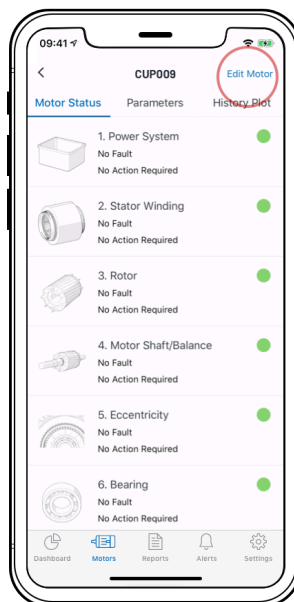 09:41
CUP009
Edit Motor
Motor Status
Parameters
History Plot
1. Power System
No Fault
No Action Required
2. Stator Winding
No Fault
No Action Required
3. Rotor
No Fault
No Action Required
4. Motor Shaft/Balance
No Fault
No Action Required
5. Eccentricity
No Fault
No Action Required
6. Bearing
No Fault
No Action Required
Dashboard
Motors
Reports
Alerts
Settings